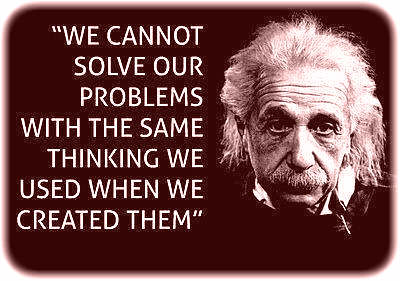 “WE CANNOT
SOLVE OUR
PROBLEMS
WITH THE SAME
THINKING WE
USED WHEN WE
CREATED THEM”